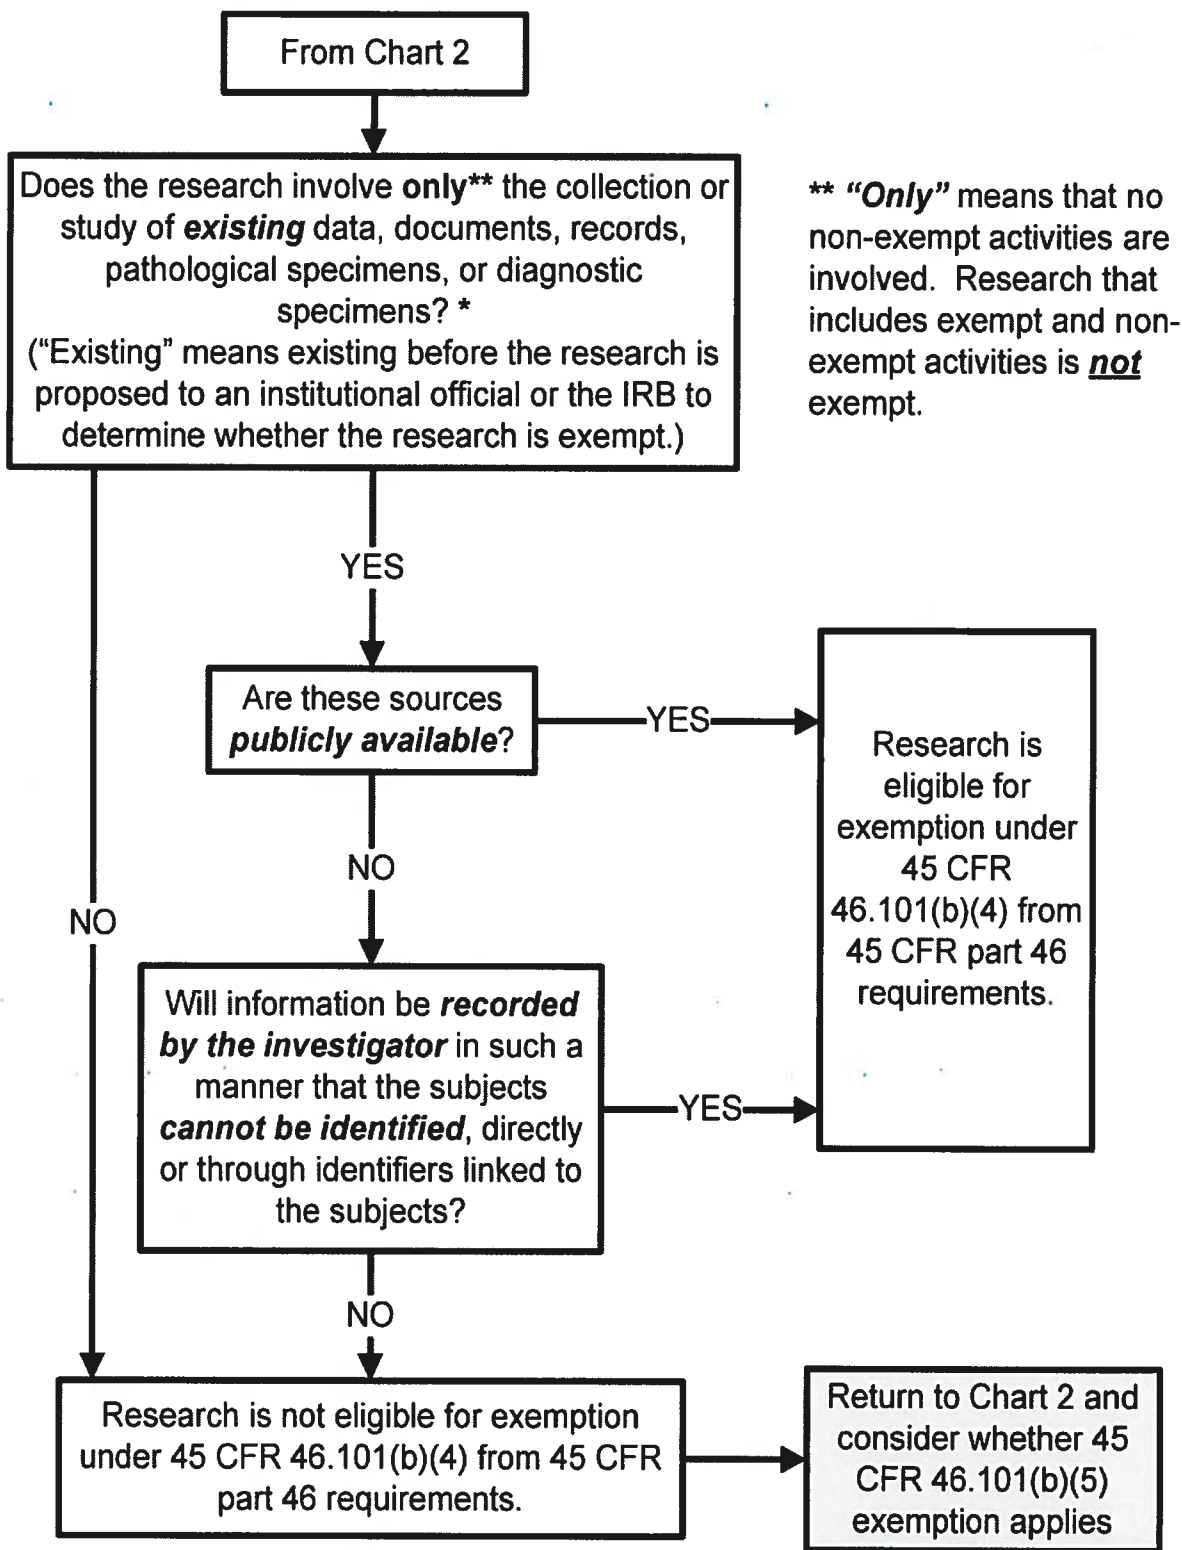 From Chart 2
Does the research involve only** the collection or
study of existing data, documents, records,
pathological specimens, or diagnostic
specimens? *
("Existing" means existing before the research is
proposed to an institutional official or the IRB to
determine whether the research is exempt.)
** "Only" means that no
non-exempt activities are
involved. Research that
includes exempt and non-
exempt activities is not
exempt.
YES
Are these sources
publicly available?
YES
Research is
eligible for
exemption under
45 CFR
46.101(b)(4) from
45 CFR part 46
requirements.
NO
NO
Will information be recorded
by the investigator in such a
manner that the subjects
cannot be identified, directly
or through identifiers linked to
the subjects?
YES
NO
Research is not eligible for exemption
under 45 CFR 46.101(b)(4) from 45 CFR
part 46 requirements.
Return to Chart 2 and
consider whether 45
CFR 46.101(b)(5)
exemption applies